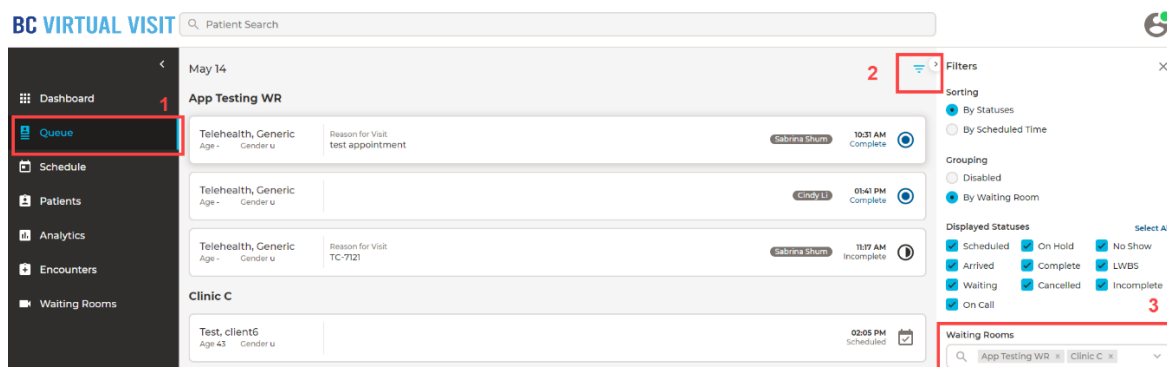 BC VIRTUAL VISIT
Patient Search
Dashboard
1
Queue
Schedule
Patients
Analytics
Encounters
Waiting Rooms
May 14
2
App Testing WR
Telehealth, Generic
Age - Gender u
Reason for Visit
test appointment
Sabrina Shum
10:31 AM
Complete
Telehealth, Generic
Age - Gender u
Cindy Li
01:41 PM
Complete
Telehealth, Generic
Age - Gender u
Reason for Visit
TC-7121
Sabrina Shum
11:17 AM
Incomplete
Clinic C
Test, client6
Age 43 Gender u
02:05 PM
Scheduled
Filters
Sorting
By Statuses
By Scheduled Time
Grouping
Disabled
By Waiting Room
Displayed Statuses Select Al
Scheduled On Hold No Show
Arrived Complete LWBS
Waiting Cancelled Incomplete
On Call
3
Waiting Rooms
App Testing WR × Clinic C ×